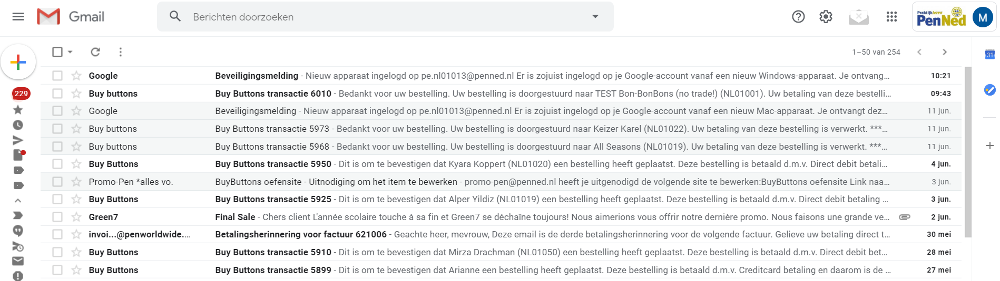 Gmail
Berichten doorzoeken
Praktijkleren
PenNed
M
1–50 van 254
31
229
Google Beveiligingsmelding - Nieuw apparaat ingelogd op pe.nl01013@penned.nl Er is zojuist ingelogd op je Google-account vanaf een nieuw Windows-apparaat. Je ontvang... 10:21
Buy buttons Buy Buttons transactie 6010 - Bedankt voor uw bestelling. Uw bestelling is doorgestuurd naar TEST Bon-BonBons (no trade!) (NL01001). Uw betaling van deze bestelli... 09:43
Google Beveiligingsmelding - Nieuw apparaat ingelogd op pe.nl01013@penned.nl Er is zojuist ingelogd op je Google-account vanaf een nieuw Mac-apparaat. Je ontvangt dez... 11 jun.
Buy buttons Buy Buttons transactie 5973 - Bedankt voor uw bestelling. Uw bestelling is doorgestuurd naar Keizer Karel (NL01022). Uw betaling van deze bestelling is verwerkt. ***... 11 jun.
Buy buttons Buy Buttons transactie 5968 - Bedankt voor uw bestelling. Uw bestelling is doorgestuurd naar All Seasons (NL01019). Uw betaling van deze bestelling is verwerkt. ***... 11 jun.
Buy Buttons Buy Buttons transactie 5950 - Dit is om te bevestigen dat Kyara Koppert (NL01020) een bestelling heeft geplaatst. Deze bestelling is betaald d.m.v. Direct debit betali... 4 jun.
Promo-Pen *alles vo. BuyButtons oefensite - Uitnodiging om het item te bewerken - promo-pen@penned.nl heeft je uitgenodigd de volgende site te bewerken:BuyButtons oefensite Link naa... 3 jun.
Buy Buttons Buy Buttons transactie 5925 - Dit is om te bevestigen dat Alper Yildiz (NL01019) een bestelling heeft geplaatst. Deze bestelling is betaald d.m.v. Direct debit betaling ... 3 jun.
Green7 Final Sale - Chers client L'année scolaire touche à sa fin et Green7 se déchaîne toujours! Nous aimerions vous offrir notre dernière promo. Nous faisons une grande ve... 2 jun.
invoi...@penworldwide.... Betalingsherinnering voor factuur 621006 - Geachte heer, mevrouw, Deze email is de derde betalingsherinnering voor de volgende factuur. Gelieve uw betaling direct t... 30 mei
Buy Buttons Buy Buttons transactie 5910 - Dit is om te bevestigen dat Mirza Drachman (NL01050) een bestelling heeft geplaatst. Deze bestelling is betaald d.m.v. Direct debit bet... 28 mei
Buy Buttons Buy Buttons transactie 5899 - Dit is om te bevestigen dat Arianne een bestelling heeft geplaatst. Deze bestelling is betaald d.m.v. Creditcard betaling en daarom is de ... 27 mei